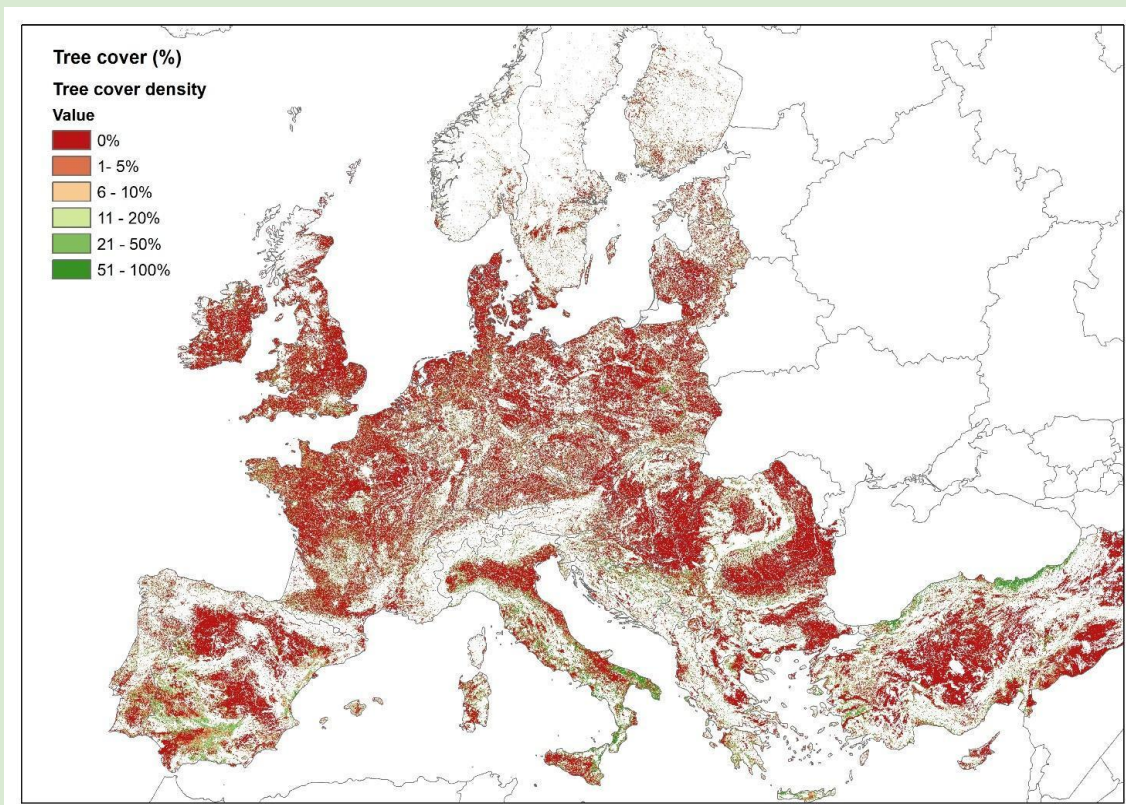 Tree cover (%)
Tree cover density
Value
0%
1- 5%
6 - 10%
11 - 20%
21 - 50%
51 - 100%